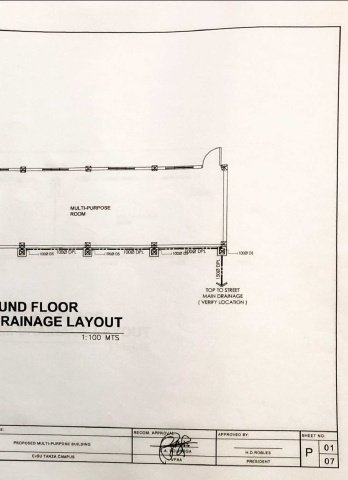 MULTI-PURPOSE
ROOM
100Ø DS
100Ø DPL
100Ø DS
100Ø DPL
100Ø DS
100Ø DPL
100Ø DS
150Ø DPL
TOP TO STREET
MAIN DRAINAGE
( VERIFY LOCATION )
UND FLOOR
RAINAGE LAYOUT
1:100 MTS
PROPOSED MULTI-PURPOSE BUILDING
TANZA CAMPUS
RECOM. APPROVAL:
APPROVED BY:
H.D. ROBLES
PRESIDENT
SHEET NO.
P
01
07